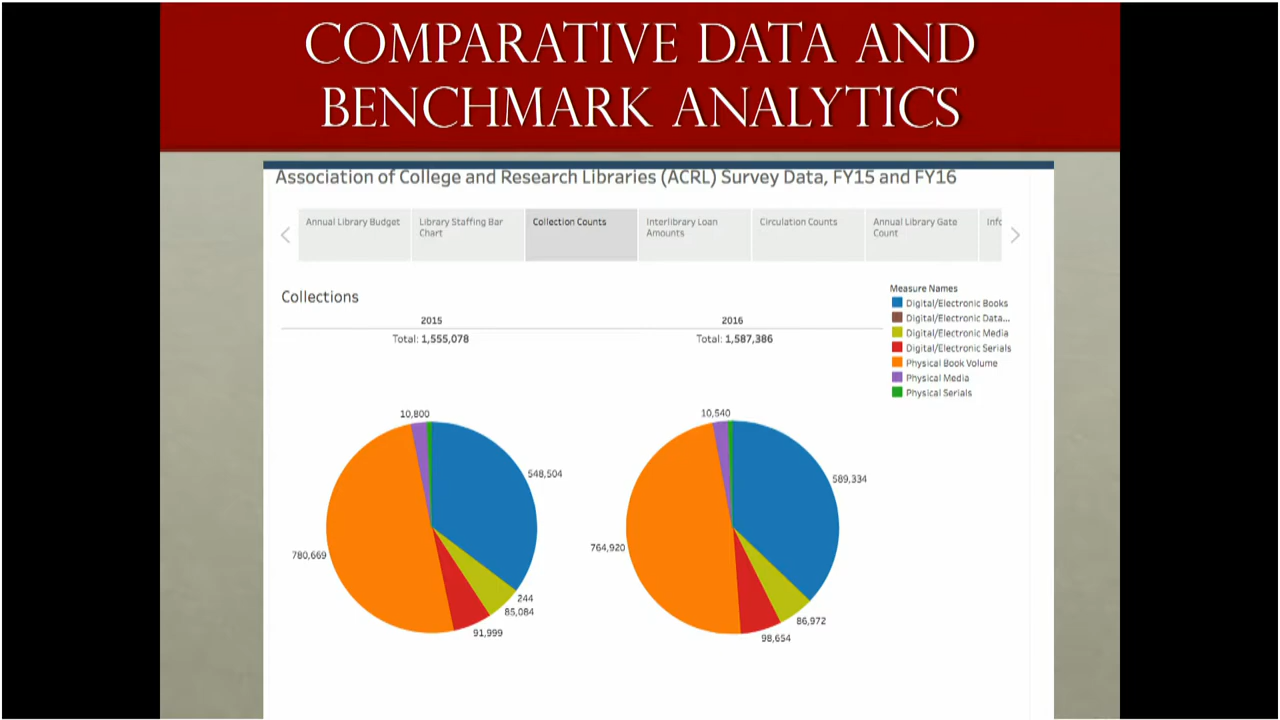 COMPARATIVE DATA AND
BENCHMARK ANALYTICS
Association of College and Research Libraries (ACRL) Survey Data, FY15 and FY16
Annual Library Budget
Library Staffing Bar
Chart
Collection Counts
Interlibrary Loan
Amounts
Circulation Counts
Annual Library Gate
Count
Infc
Collections
2015
Total: 1,555,078
2016
Total: 1,587,386
Measure Names
Digital/Electronic Books
Digital/Electronic Data...
Digital/Electronic Media
Digital/Electronic Serials
Physical Book Volume
Physical Media
Physical Serials
10,800
548,504
780,669
244
85,084
91,999
10,540
589,334
764,920
86,972
98,654